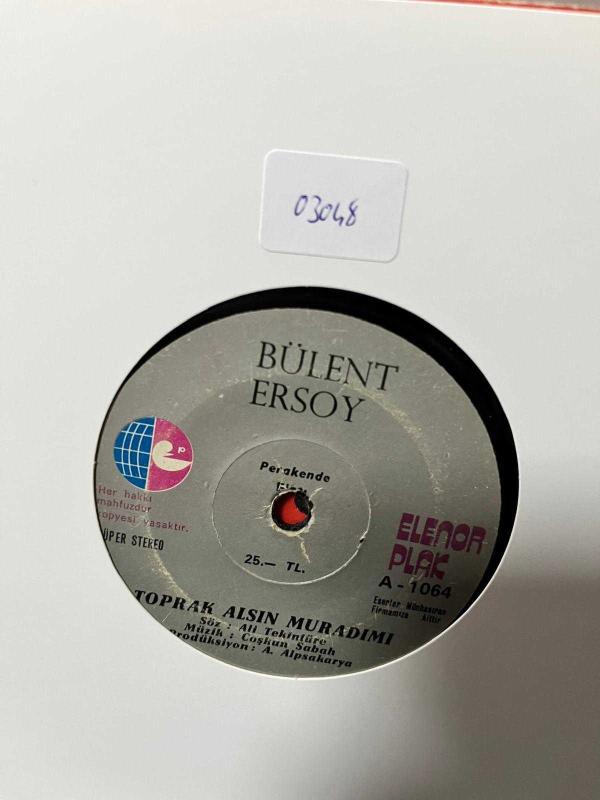 03048
BÜLENT
ERSOY
Perakende
p
Her hakkı
mahfuzdur
kopyesi yasaktır.
ÜPER STEREO
25.— TL.
ELENOR
PLAK
A - 1064
Eserler Münhasıran
Firmamıza Aittir
TOPRAK ALSIN MURADIMI
Söz : Ali Tekintüre
Müzik : Coşkun Sabah
prodüksiyon : A. Alpsakarya